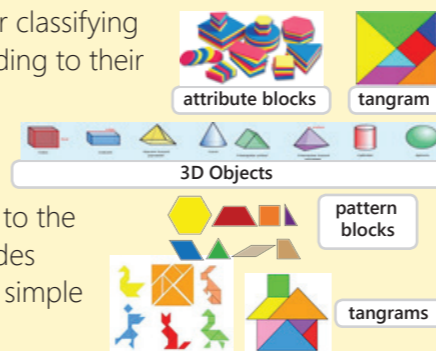 r classifying
ding to their
attribute blocks
tangram
3D Objects
to the
des
simple
pattern
blocks
tangrams